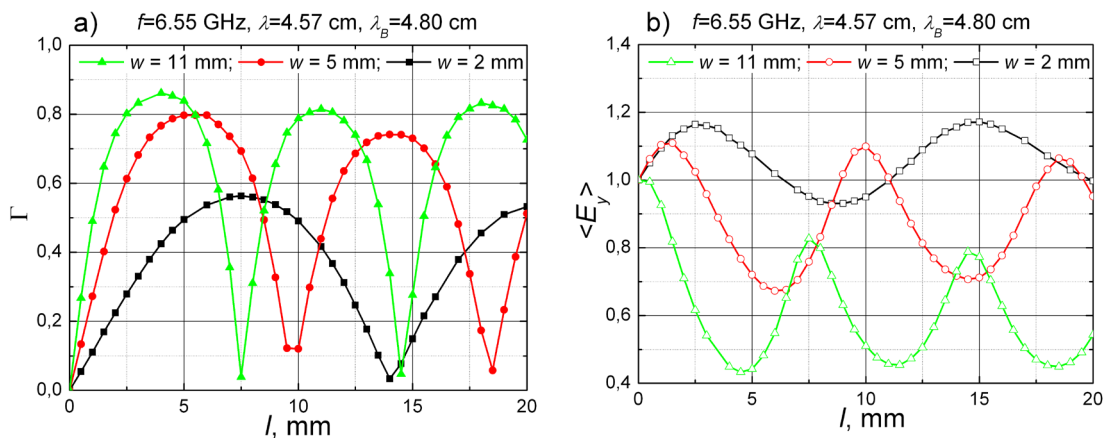 a) f=6.55 GHz, λ=4.57 cm, λB=4.80 cm
1,0
w = 11 mm; w = 5 mm; w = 2 mm
0,8
0,6
Γ
0,4
0,2
0,0
0 5 10 15 20
l, mm
b) f=6.55 GHz, λ=4.57 cm, λB=4.80 cm
1,4
w = 11 mm; w = 5 mm; w = 2 mm
1,2
1,0
<Ey>
0,8
0,6
0,4
0 5 10 15 20
l, mm